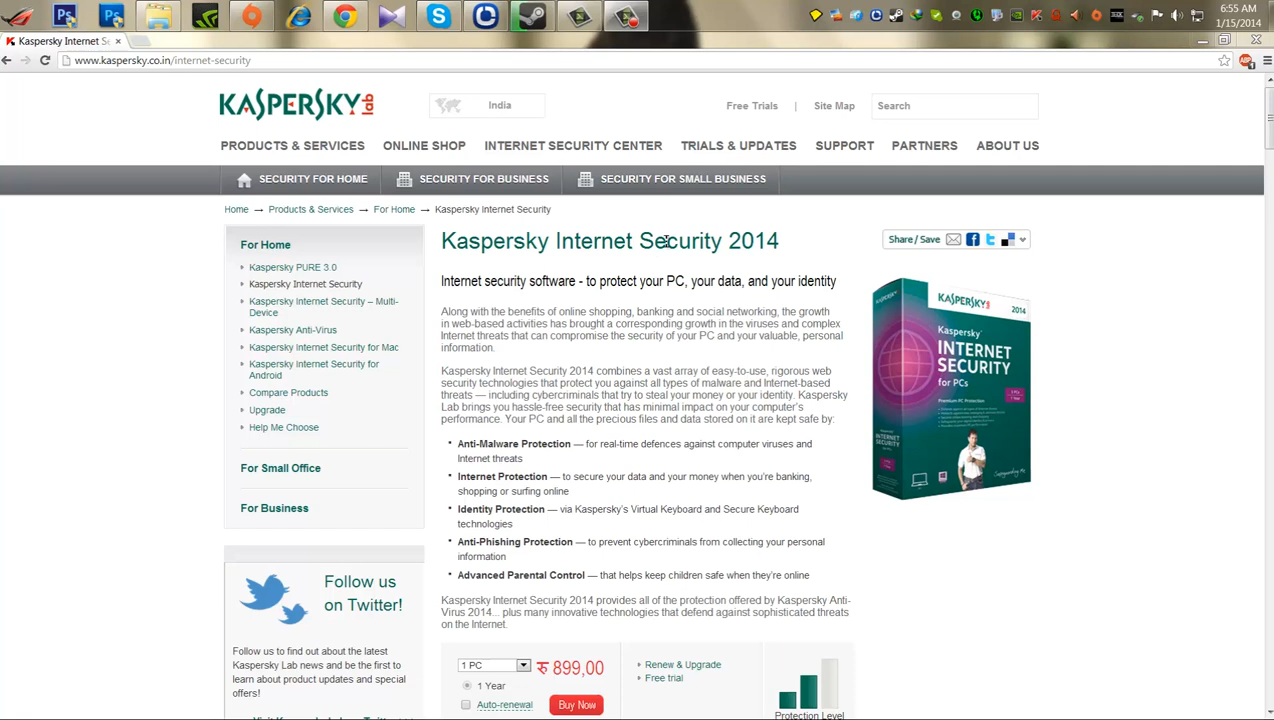 6:55 AM
1/15/2014
Kaspersky Internet Se
www.kaspersky.co.in/internet-security
KASPERSKY lab
India
Free Trials | Site Map
Search
PRODUCTS & SERVICES ONLINE SHOP INTERNET SECURITY CENTER TRIALS & UPDATES SUPPORT PARTNERS ABOUT US
SECURITY FOR HOME SECURITY FOR BUSINESS SECURITY FOR SMALL BUSINESS
Home → Products & Services → For Home → Kaspersky Internet Security
For Home
Kaspersky PURE 3.0
Kaspersky Internet Security
Kaspersky Internet Security – Multi-
Device
Kaspersky Anti-Virus
Kaspersky Internet Security for Mac
Kaspersky Internet Security for
Android
Compare Products
Upgrade
Help Me Choose
For Small Office
For Business
Follow us
on Twitter!
Follow us to find out about the latest
Kaspersky Lab news and be the first to
learn about product updates and special
offers!
Kaspersky Internet Security 2014
Internet security software - to protect your PC, your data, and your identity
Along with the benefits of online shopping, banking and social networking, the growth
in web-based activities has brought a corresponding growth in the viruses and complex
Internet threats that can compromise the security of your PC and your valuable, personal
information.
Kaspersky Internet Security 2014 combines a vast array of easy-to-use, rigorous web
security technologies that protect you against all types of malware and Internet-based
threats — including cybercriminals that try to steal your money or your identity. Kaspersky
Lab brings you hassle-free security that has minimal impact on your computer's
performance. Your PC and all the precious files and data stored on it are kept safe by:
• Anti-Malware Protection — for real-time defences against computer viruses and
Internet threats
• Internet Protection — to secure your data and your money when you're banking,
shopping or surfing online
• Identity Protection — via Kaspersky's Virtual Keyboard and Secure Keyboard
technologies
• Anti-Phishing Protection — to prevent cybercriminals from collecting your personal
information
• Advanced Parental Control — that helps keep children safe when they're online
Kaspersky Internet Security 2014 provides all of the protection offered by Kaspersky Anti-
Virus 2014... plus many innovative technologies that defend against sophisticated threats
on the Internet.
1 PC
रु 899,00
1 Year
Auto-renewal
Buy Now
Renew & Upgrade
Free trial
Protection Level
Share / Save
KASPERSKY lab
2014
Kaspersky
INTERNET
SECURITY
for PCs
Premium PC Protection
INTERNET
SECURITY